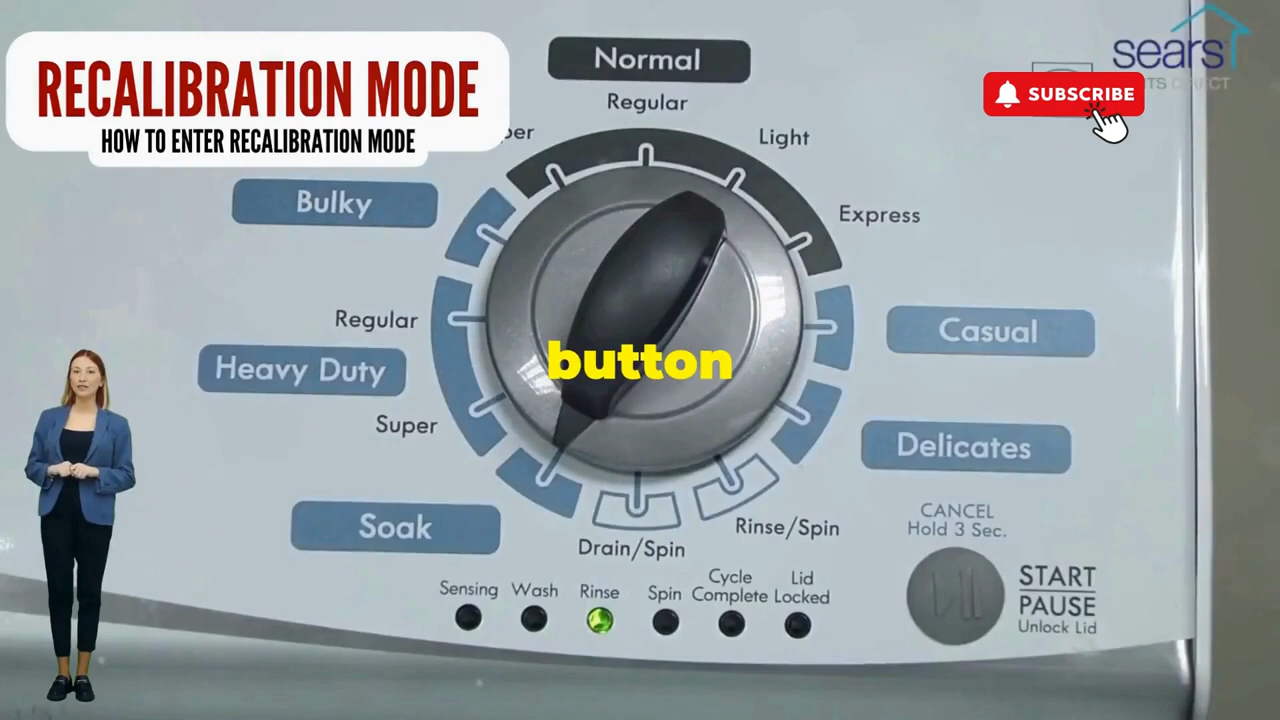 RECALIBRATION MODE
HOW TO ENTER RECALIBRATION MODE
Normal
sears
SUBSCRIBE
Regular
Light
Bulky
Express
Regular
Casual
Heavy Duty
button
Super
Delicates
Soak
CANCEL
Hold 3 Sec.
Rinse/Spin
Drain/Spin
Sensing
Wash
Rinse
Spin
Cycle
Complete
Lid
Locked
START
PAUSE
Unlock Lid